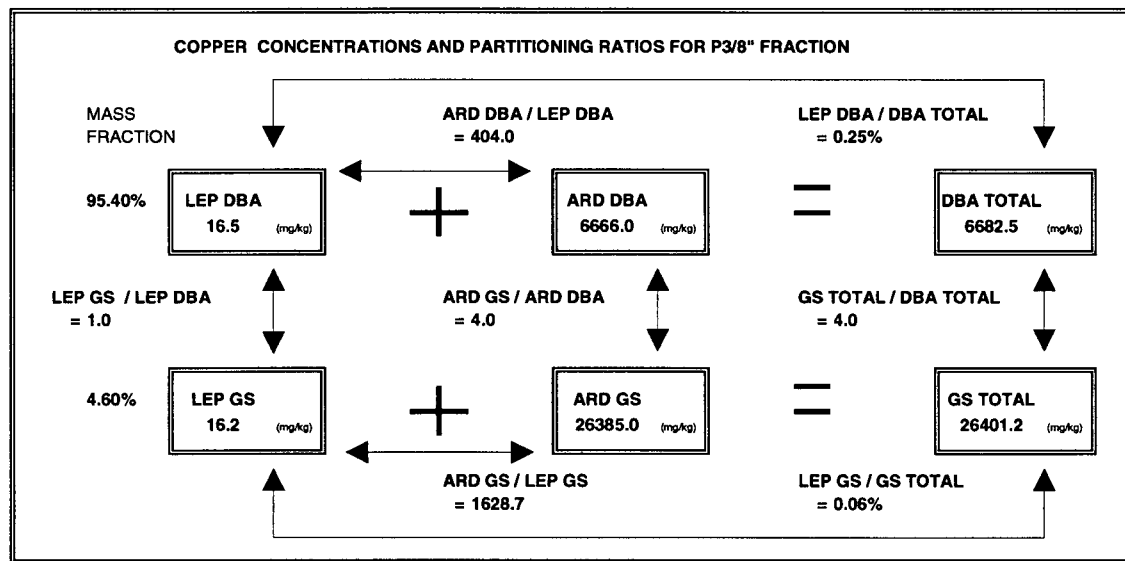 COPPER CONCENTRATIONS AND PARTITIONING RATIOS FOR P3/8" FRACTION
MASS
FRACTION
ARD DBA / LEP DBA
= 404.0
LEP DBA / DBA TOTAL
= 0.25%
95.40%
LEP DBA
16.5 (mg/kg)
+
ARD DBA
6666.0 (mg/kg)
=
DBA TOTAL
6682.5 (mg/kg)
LEP GS / LEP DBA
= 1.0
ARD GS / ARD DBA
= 4.0
GS TOTAL / DBA TOTAL
= 4.0
4.60%
LEP GS
16.2 (mg/kg)
+
ARD GS
26385.0 (mg/kg)
=
GS TOTAL
26401.2 (mg/kg)
ARD GS / LEP GS
= 1628.7
LEP GS / GS TOTAL
= 0.06%